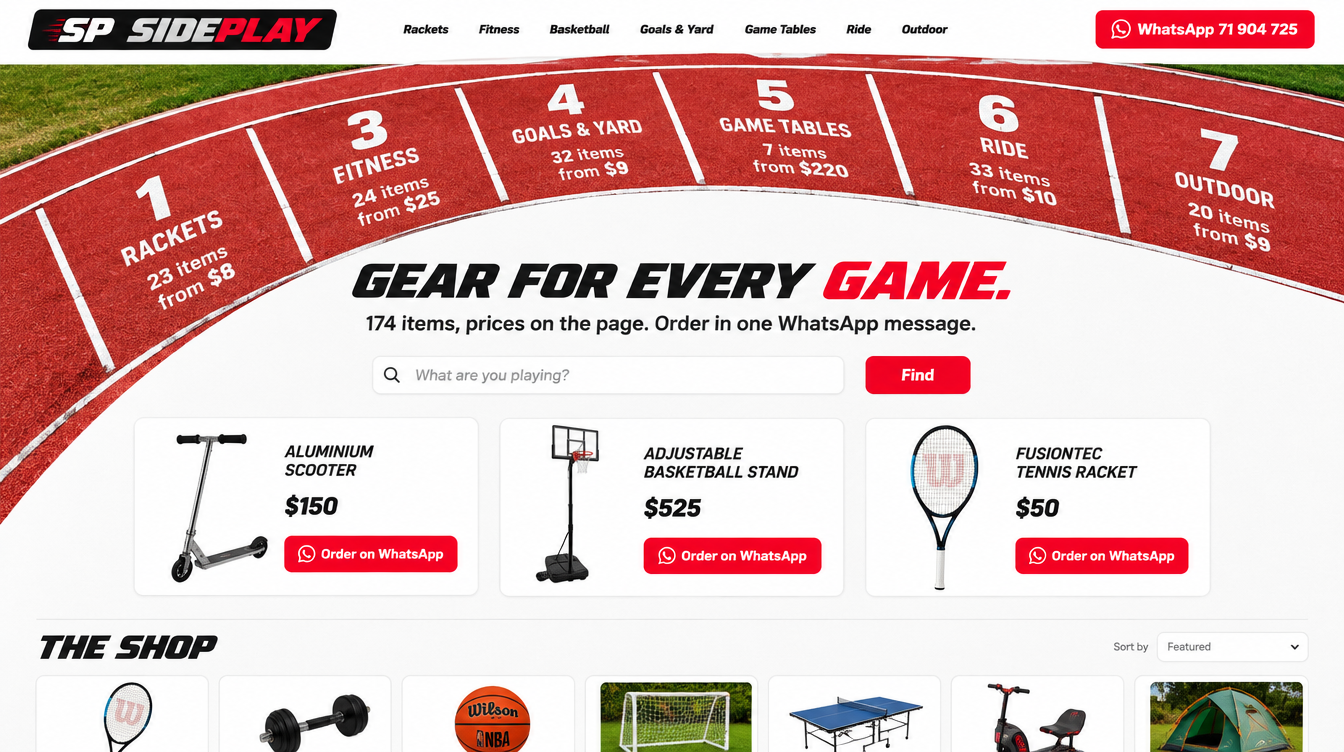 SP SIDEPLAY
Rackets
Fitness
Basketball
Goals & Yard
Game Tables
Ride
Outdoor
WhatsApp 71 904 725
1
RACKETS
23 items
from $8
3
FITNESS
24 items
from $25
4
GOALS & YARD
32 items
from $9
5
GAME TABLES
7 items
from $220
6
RIDE
33 items
from $10
7
OUTDOOR
20 items
from $9
GEAR FOR EVERY GAME.
174 items, prices on the page. Order in one WhatsApp message.
What are you playing?
Find
ALUMINIUM
SCOOTER
$150
Order on WhatsApp
ADJUSTABLE
BASKETBALL STAND
$525
Order on WhatsApp
W
FUSIONTEC
TENNIS RACKET
$50
Order on WhatsApp
THE SHOP
Sort by
Featured
W
Wilson
NBA